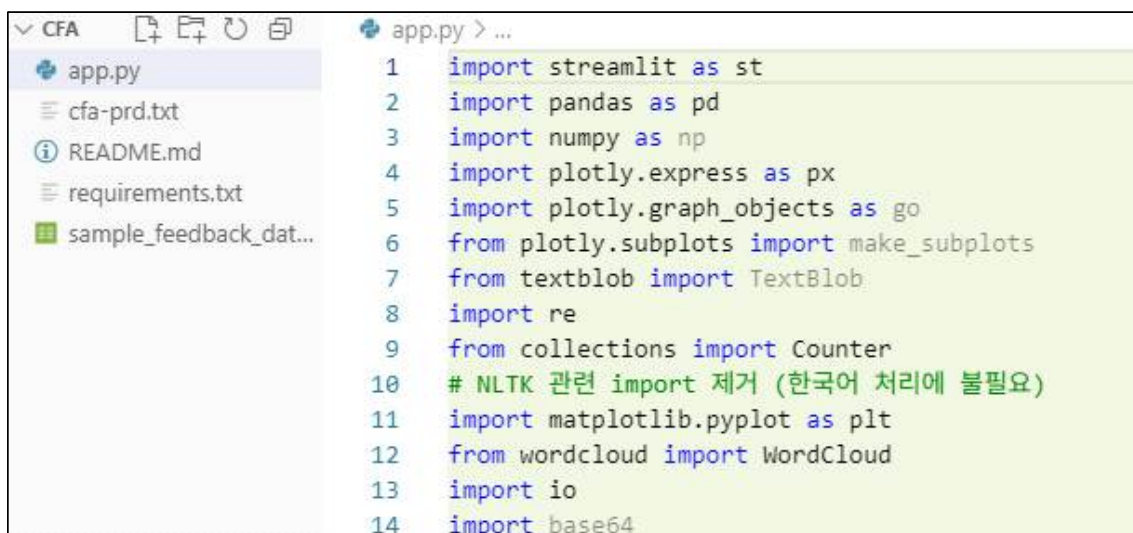 CFA
app.py
cfa-prd.txt
README.md
requirements.txt
sample_feedback_dat...
app.py > ...
1 import streamlit as st
2 import pandas as pd
3 import numpy as np
4 import plotly.express as px
5 import plotly.graph_objects as go
6 from plotly.subplots import make_subplots
7 from textblob import TextBlob
8 import re
9 from collections import Counter
10 # NLTK 관련 import 제거 (한국어 처리에 불필요)
11 import matplotlib.pyplot as plt
12 from wordcloud import WordCloud
13 import io
14 import base64